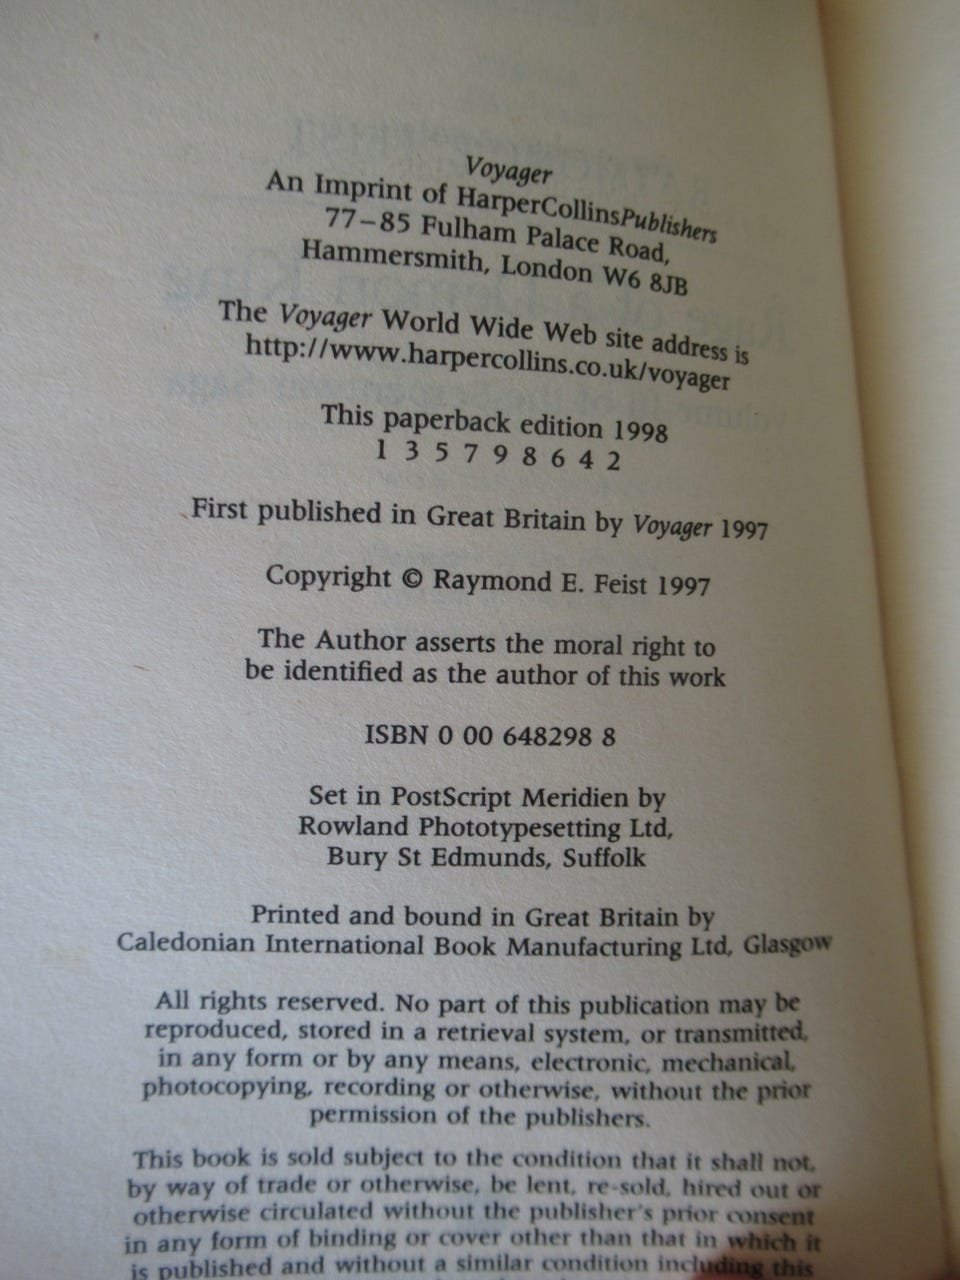 Voyager
An Imprint of HarperCollinsPublishers
77–85 Fulham Palace Road,
Hammersmith, London W6 8JB
The Voyager World Wide Web site address is
http://www.harpercollins.co.uk/voyager
This paperback edition 1998
1 3 5 7 9 8 6 4 2
First published in Great Britain by Voyager 1997
Copyright © Raymond E. Feist 1997
The Author asserts the moral right to
be identified as the author of this work
ISBN 0 00 648298 8
Set in PostScript Meridien by
Rowland Phototypesetting Ltd,
Bury St Edmunds, Suffolk
Printed and bound in Great Britain by
Caledonian International Book Manufacturing Ltd, Glasgow
All rights reserved. No part of this publication may be
reproduced, stored in a retrieval system, or transmitted,
in any form or by any means, electronic, mechanical,
photocopying, recording or otherwise, without the prior
permission of the publishers.
This book is sold subject to the condition that it shall not,
by way of trade or otherwise, be lent, re-sold, hired out or
otherwise circulated without the publisher's prior consent
in any form of binding or cover other than that in which it
is published and without a similar condition including this